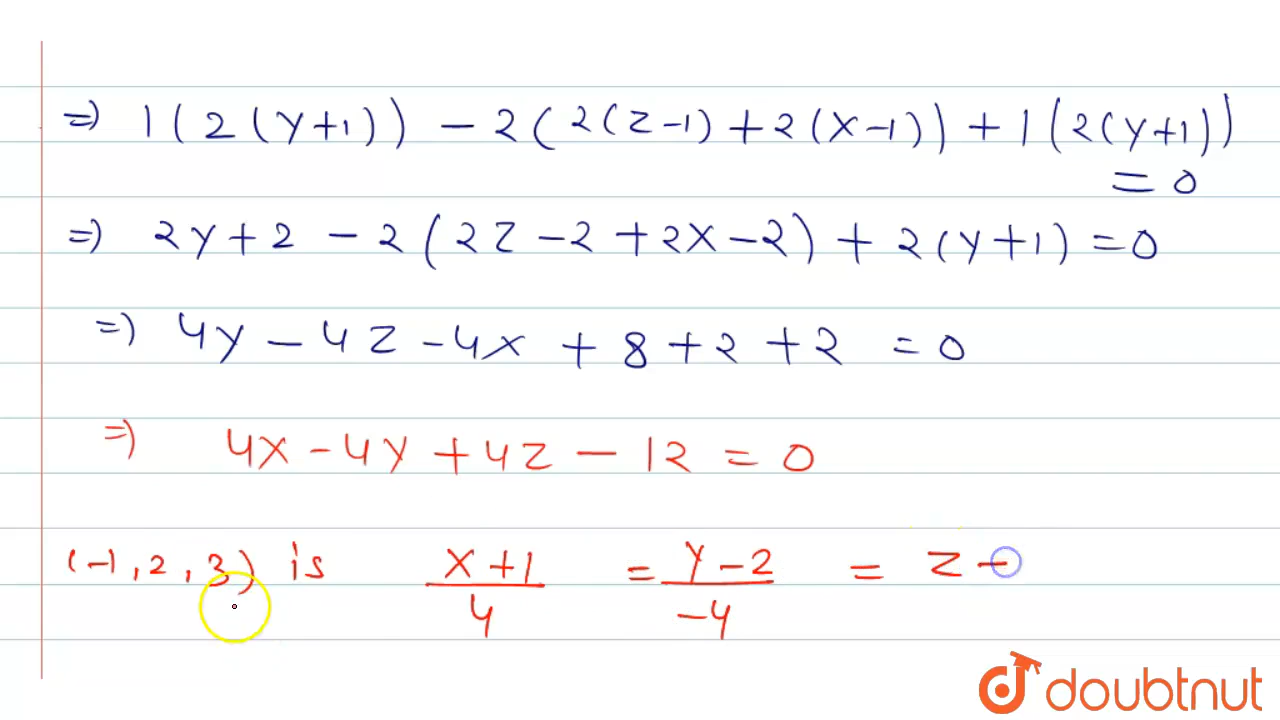 =) 1(2(y+1)) - 2(2(z-1)+2(x-1)) + 1(2(y+1))
= 0
=) 2y+2 - 2(2z-2+2x-2) + 2(y+1) = 0
=) 4y - 4z - 4x + 8 + 2 + 2 = 0
=) 4x - 4y + 4z - 12 = 0
(-1, 2, 3) is x+1/4 = y-2/-4 = z-
doubtnut